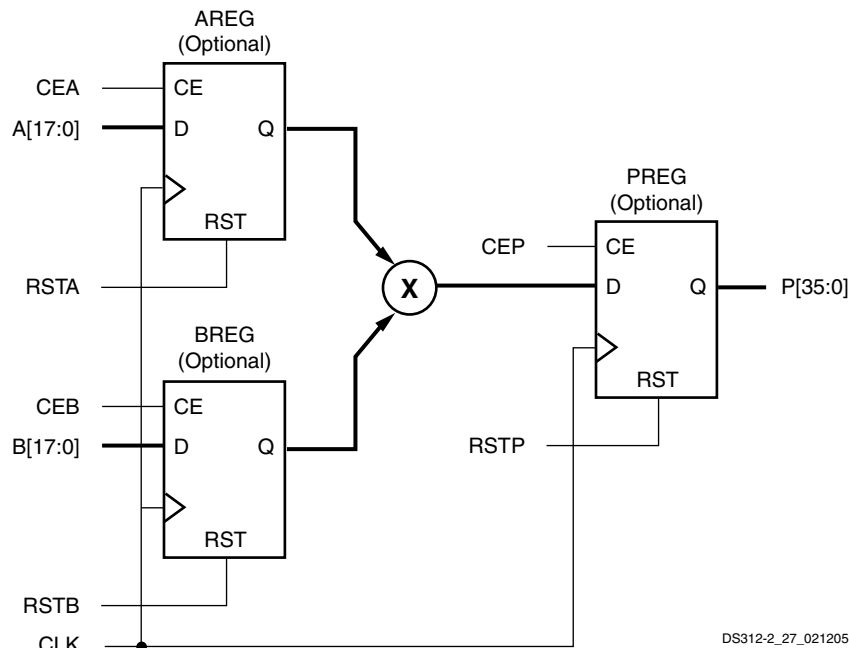 AREG
(Optional)
CEA
CE
A[17:0]
D
Q
RST
RSTA
PREG
(Optional)
CEP
CE
D
Q
P[35:0]
RST
RSTP
X
BREG
(Optional)
CEB
CE
B[17:0]
D
Q
RST
RSTB
CLK
DS312-2_27_021205